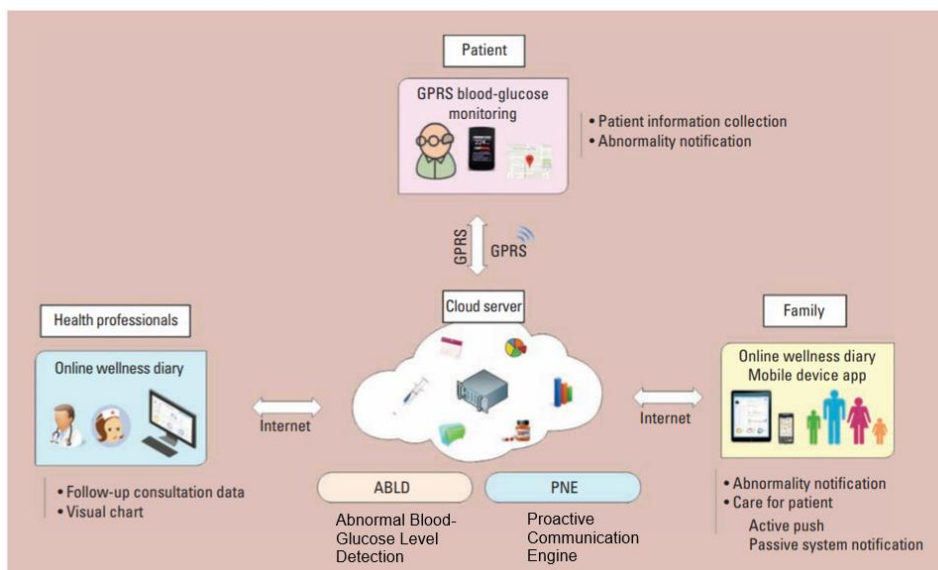 Patient
GPRS blood-glucose
monitoring
• Patient information collection
• Abnormality notification
GPRS
GPRS
Cloud server
Health professionals
Online wellness diary
Internet
• Follow-up consultation data
• Visual chart
Family
Online wellness diary
Mobile device app
Internet
• Abnormality notification
• Care for patient
Active push
Passive system notification
ABLD
Abnormal Blood-
Glucose Level
Detection
PNE
Proactive
Communication
Engine